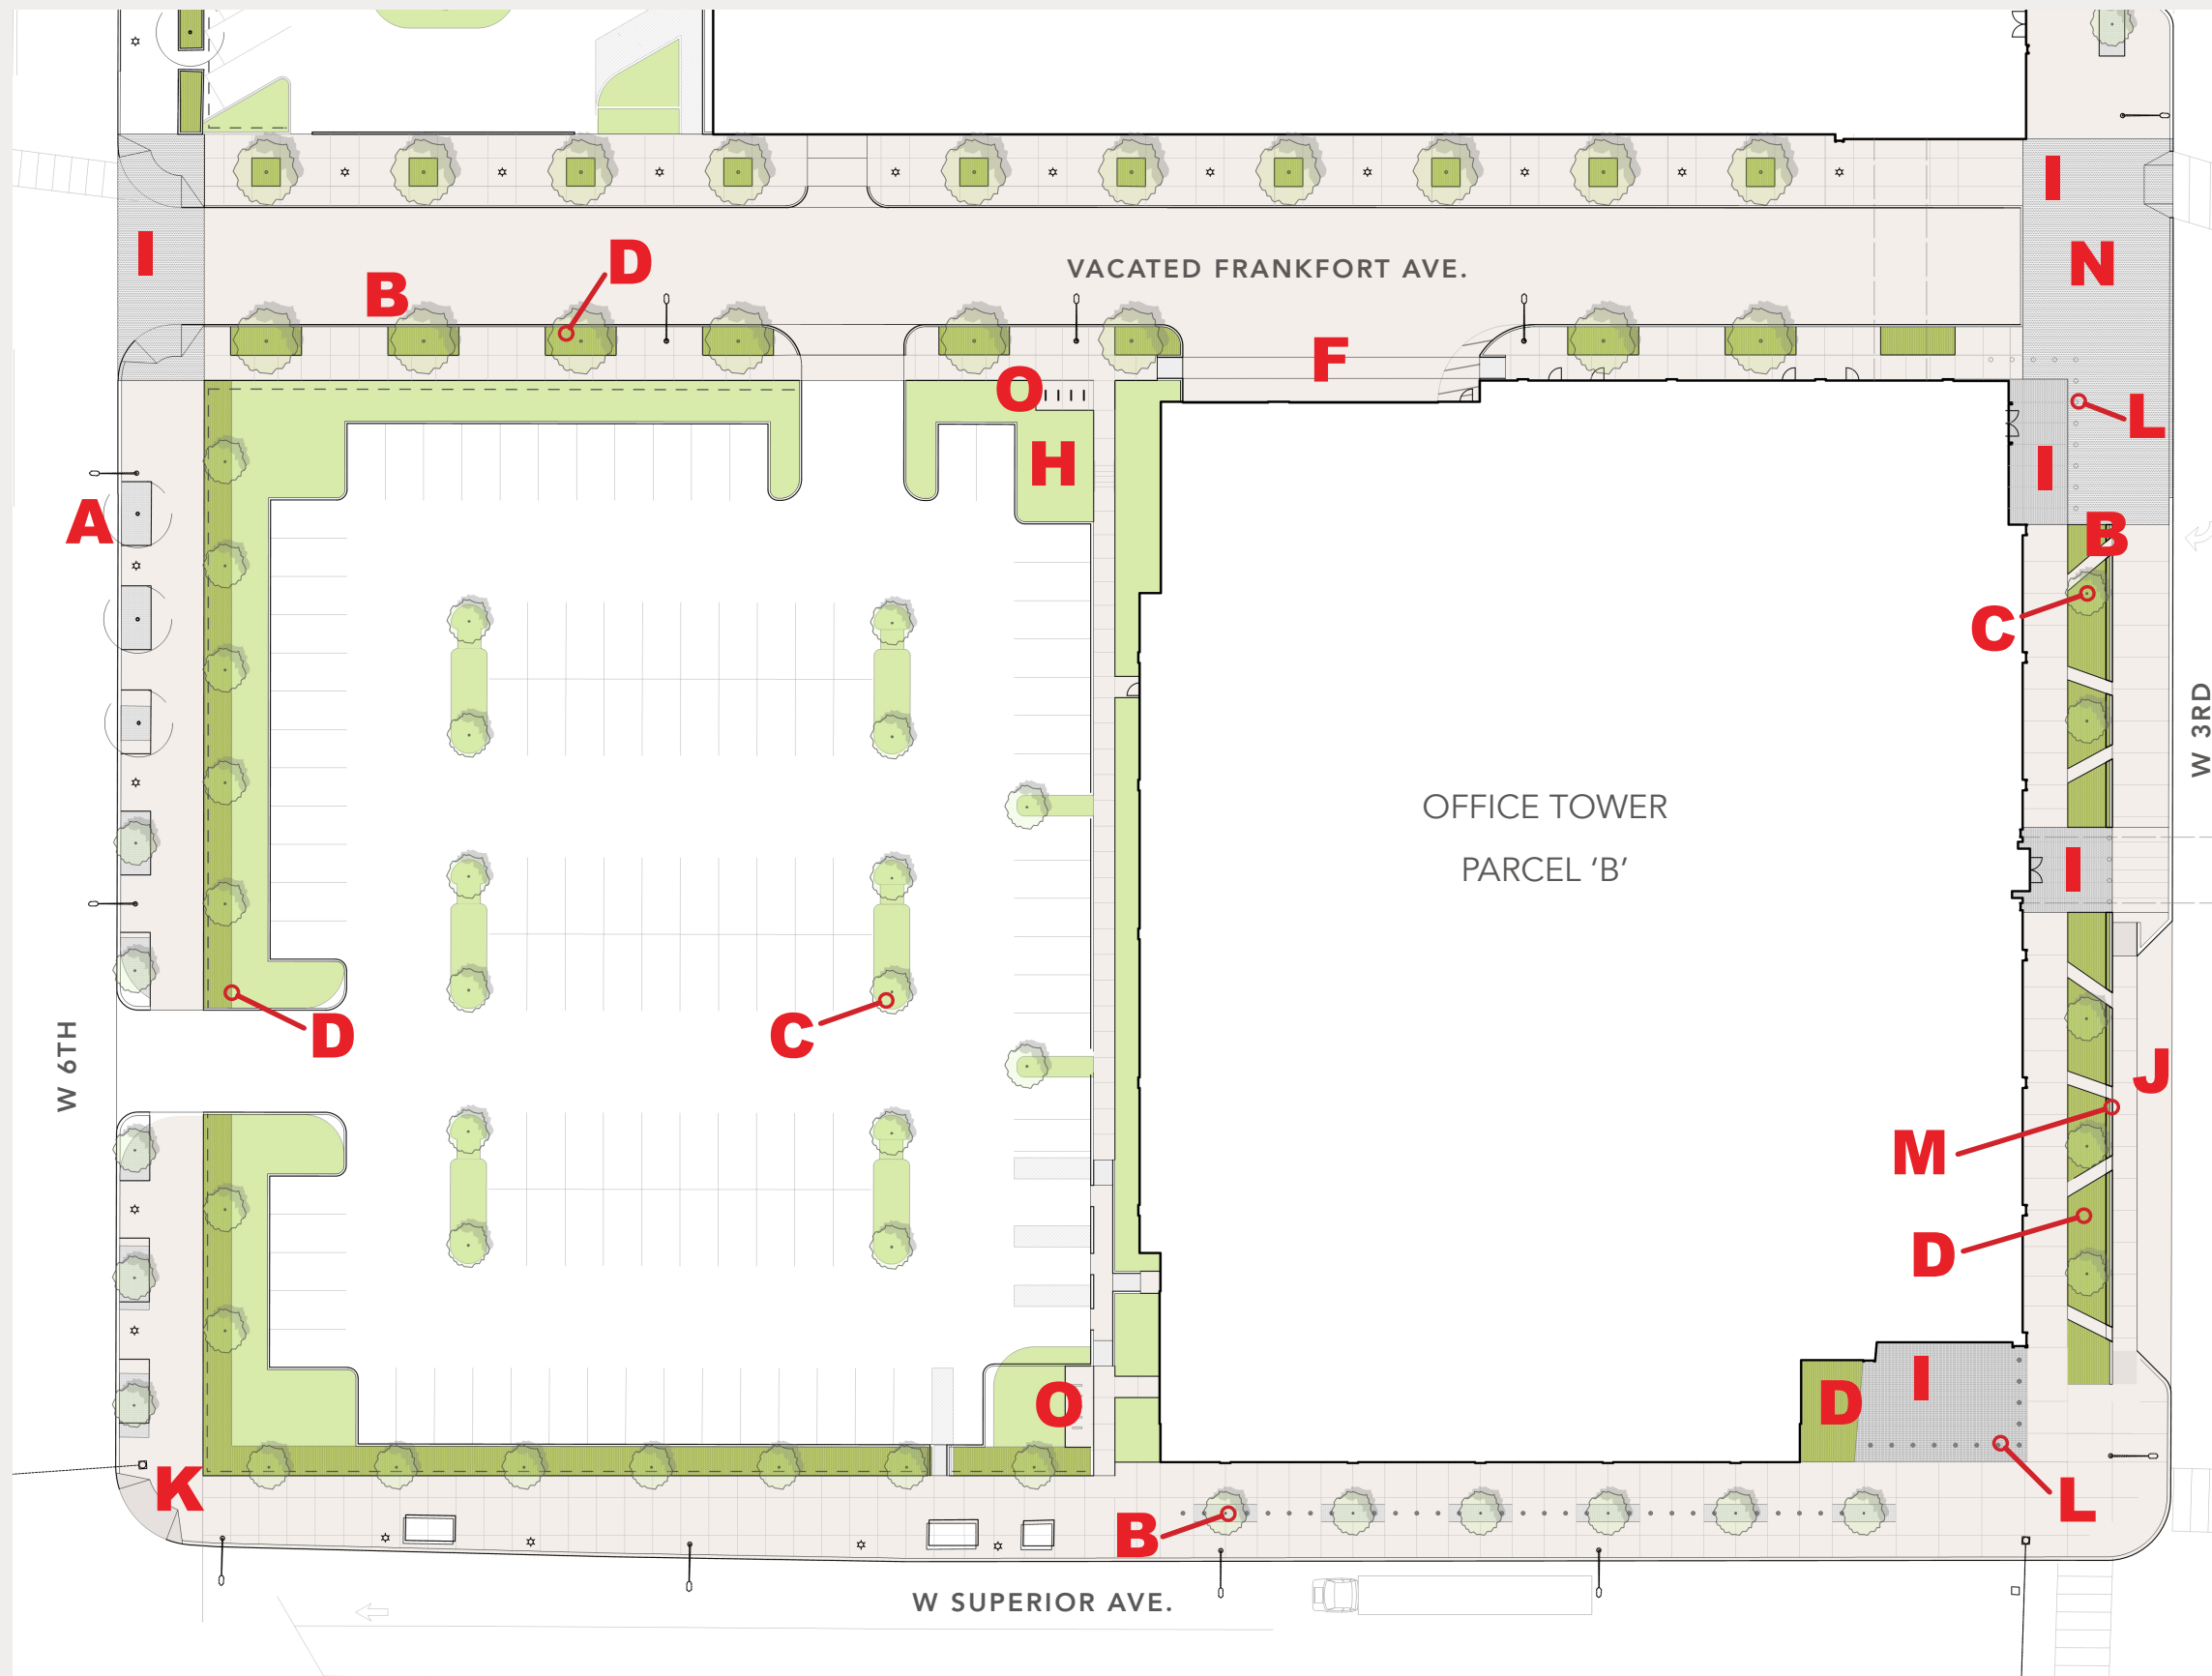 I
I
N
VACATED FRANKFORT AVE.
D
B
F
O
L
H
I
A
B
C
W 3RD
OFFICE TOWER
PARCEL ‘B’
I
D
C
W 6TH
J
M
D
I
O
D
K
L
B
W SUPERIOR AVE.